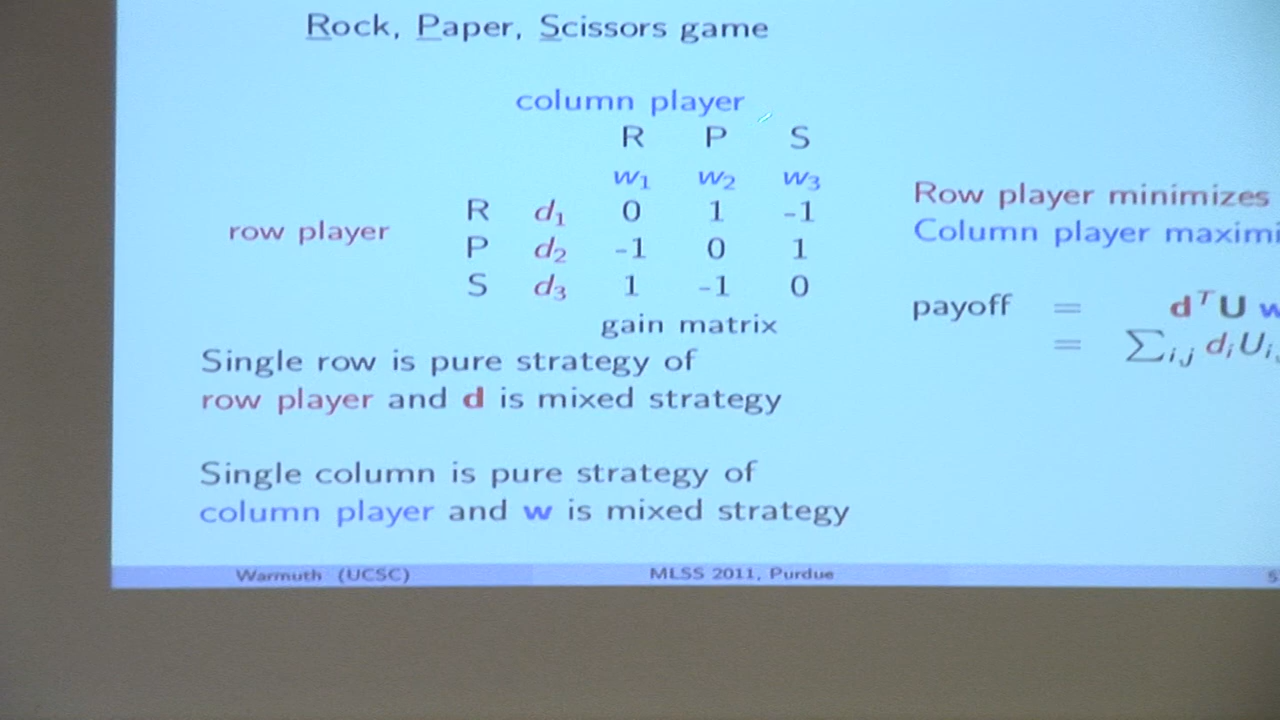 Rock, Paper, Scissors game
column player
R P S
w₁ w₂ w₃
R d₁ 0 1 -1
row player
P d₂ -1 0 1
S d₃ 1 -1 0
gain matrix
Row player minimizes
Column player
payoff = dᵀU w
= ∑i,j dᵢUi,
Single row is pure strategy of
row player and d is mixed strategy
Single column is pure strategy of
column player and w is mixed strategy
Warmuth (UCSC) MLSS 2011, Purdue